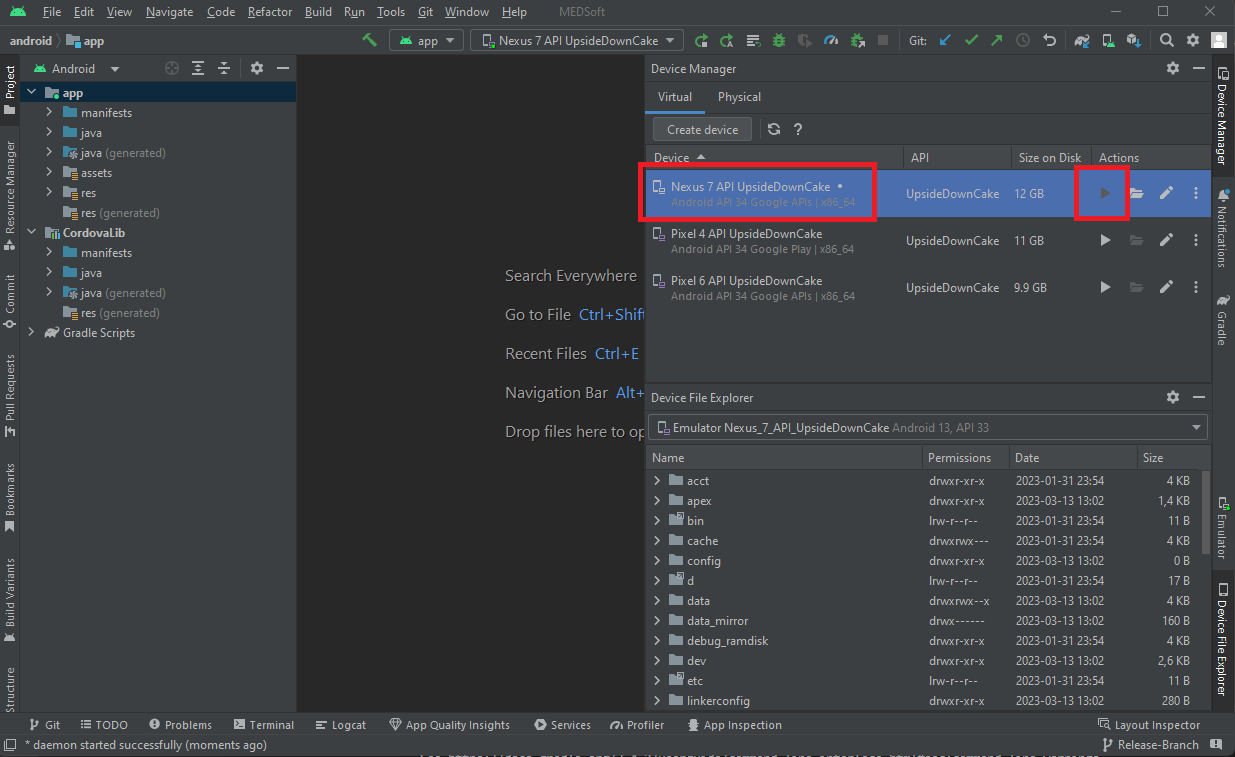 File Edit View Navigate Code Refactor Build Run Tools Git Window Help MEDSoft
android app
app Nexus 7 API UpsideDownCake Git:
Android
app
manifests
java
java (generated)
assets
res
res (generated)
CordovaLib
manifests
java
java (generated)
res (generated)
Gradle Scripts
Project
Resource Manager
Commit
Pull Requests
Bookmarks
Build Variants
Structure
Search Everywhere
Go to File Ctrl+Shift
Recent Files Ctrl+E
Navigation Bar Alt+
Drop files here to op
Device Manager
Virtual Physical
Create device ?
Device API Size on Disk Actions
Nexus 7 API UpsideDownCake • UpsideDownCake 12 GB
Android API 34 Google APIs | x86_64
Pixel 4 API UpsideDownCake UpsideDownCake 11 GB
Android API 34 Google Play | x86_64
Pixel 6 API UpsideDownCake UpsideDownCake 9.9 GB
Android API 34 Google APIs | x86_64
Device File Explorer
Emulator Nexus_7_API_UpsideDownCake Android 13, API 33
Name Permissions Date Size
acct drwxr-xr-x 2023-01-31 23:54 4 KB
apex drwxr-xr-x 2023-03-13 13:02 1,4 KB
bin lrw-r--r-- 2023-01-31 23:54 11 B
cache drwxrwx--- 2023-01-31 23:54 4 KB
config drwxr-xr-x 2023-03-13 13:02 0 B
d lrw-r--r-- 2023-01-31 23:54 17 B
data drwxrwx--x 2023-03-13 13:02 4 KB
data_mirror drwx------ 2023-03-13 13:02 160 B
debug_ramdisk drwxr-xr-x 2023-01-31 23:54 4 KB
dev drwxr-xr-x 2023-03-13 13:02 2,6 KB
etc lrw-r--r-- 2023-01-31 23:54 11 B
linkerconfig drwxr-xr-x 2023-03-13 13:02 280 B
Device Manager
Notifications
Gradle
Emulator
Device File Explorer
Git TODO Problems Terminal Logcat App Quality Insights Services Profiler App Inspection Layout Inspector
* daemon started successfully (moments ago) Release-Branch